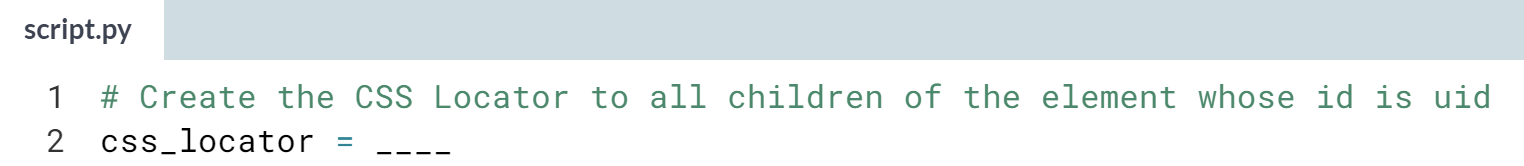 script.py
1 # Create the CSS Locator to all children of the element whose id is uid
2 css_locator = ____